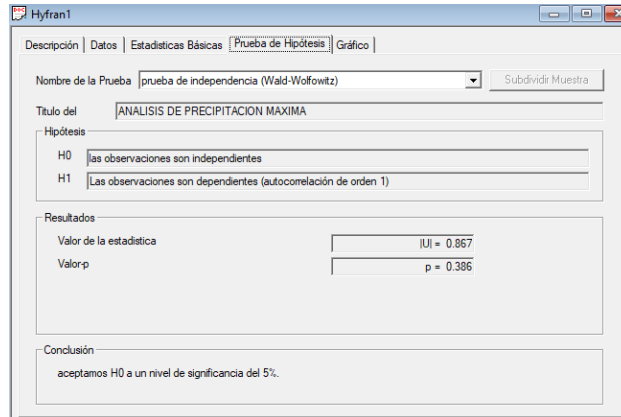 Hyfran1
Descripción Datos Estadisticas Básicas Prueba de Hipótesis Gráfico
Nombre de la Prueba prueba de independencia (Wald-Wolfowitz) Subdividir Muestra
Titulo del ANALISIS DE PRECIPITACION MAXIMA
Hipótesis
H0 las observaciones son independientes
H1 Las observaciones son dependientes (autocorrelación de orden 1)
Resultados
Valor de la estadistica |U| = 0.867
Valor-p p = 0.386
Conclusión
aceptamos H0 a un nivel de significancia del 5%.